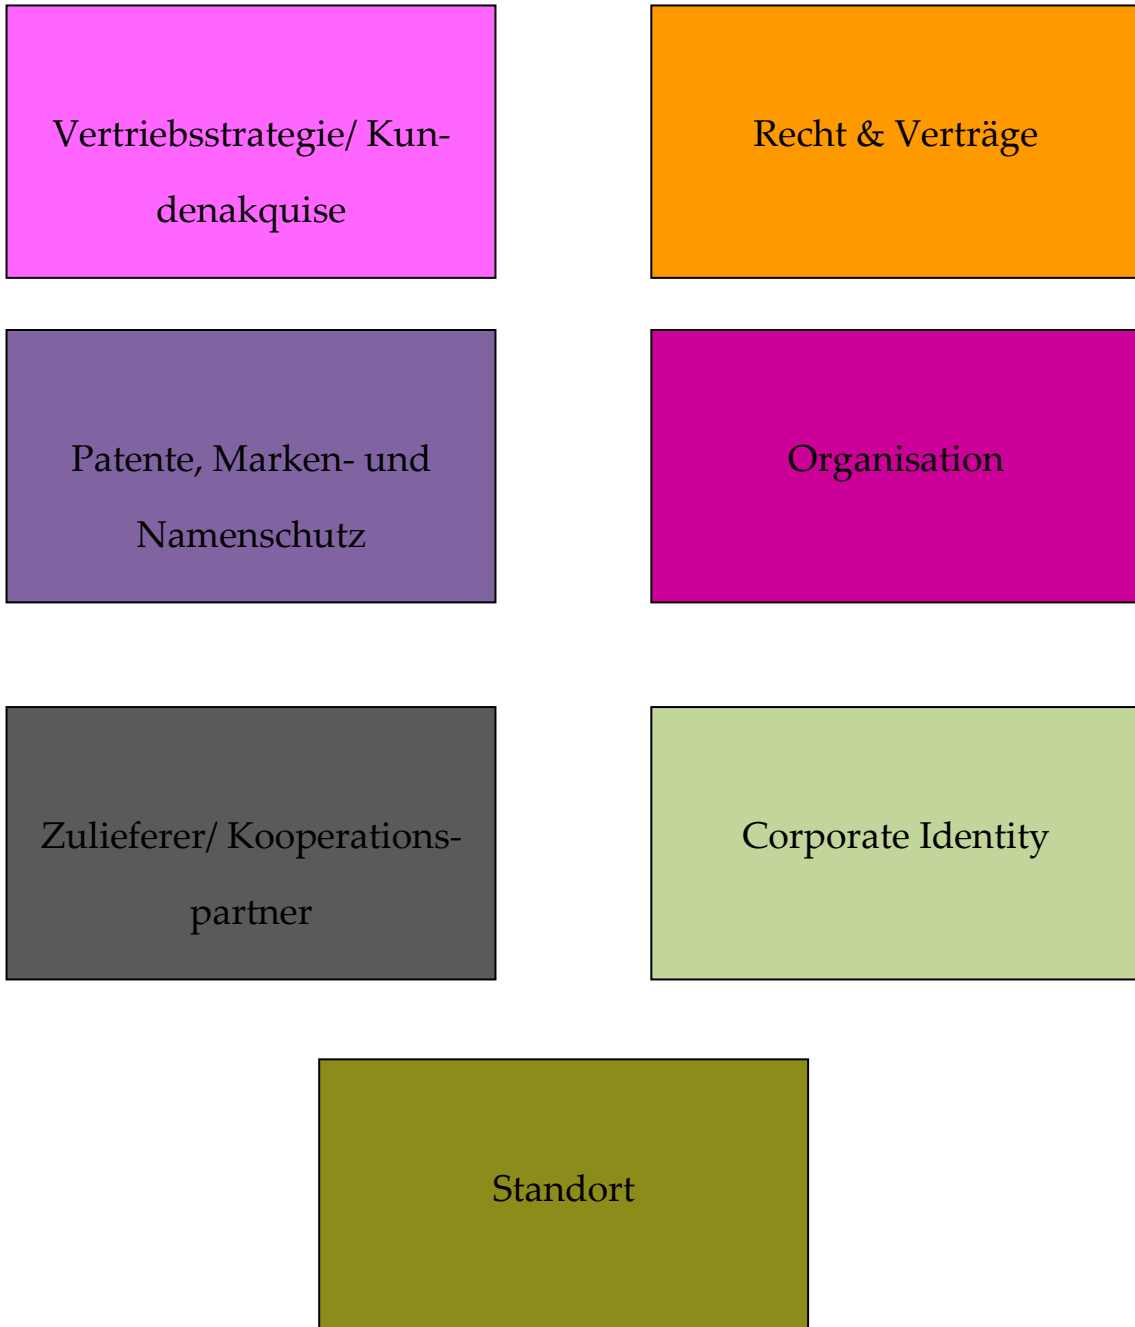 Vertriebsstrategie/ Kun-
denakquise
Recht & Verträge
Patente, Marken- und
Namenschutz
Organisation
Zulieferer/ Kooperations-
partner
Corporate Identity
Standort